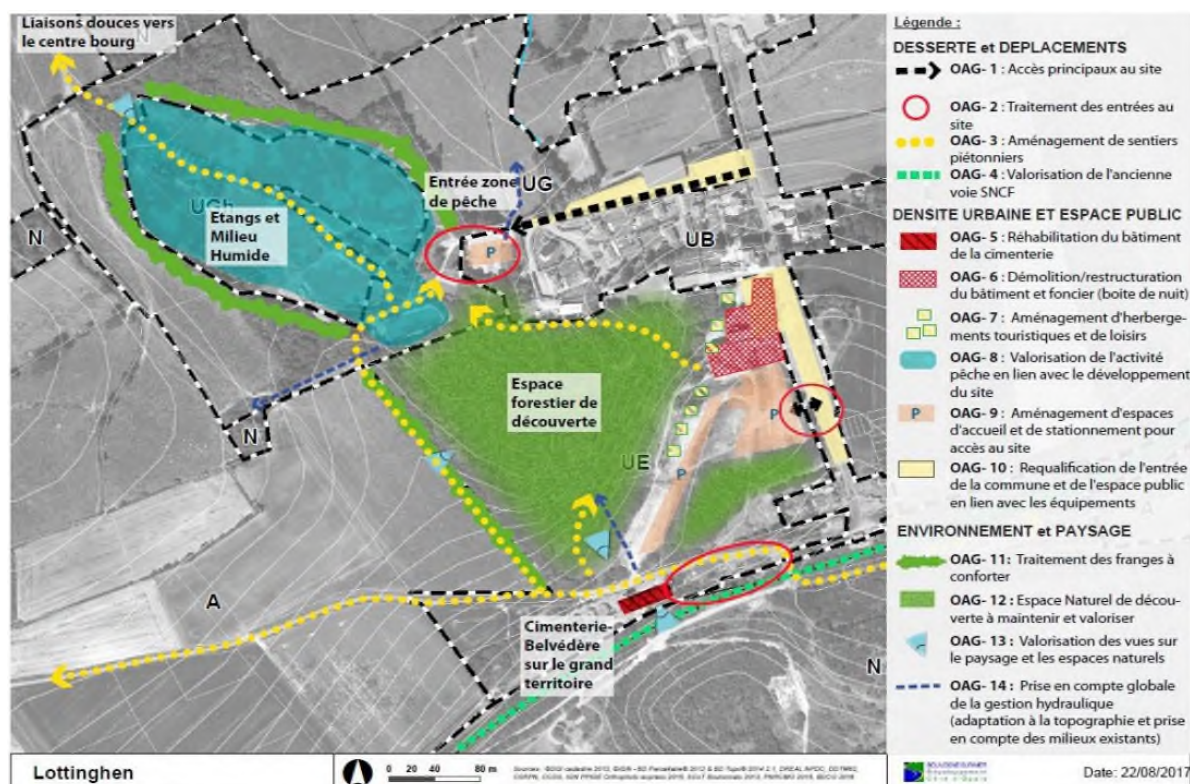 Liaisons douces vers
le centre bourg
N
Entrée zone
de pêche
UG
UGh
Etangs et
Milieu
Humide
N
P
UB
Espace
forestier de
découverte
N
UE
P
P
A
Cimenterie-
Belvédère
sur le grand
territoire
N
Légende :
DESSERTE et DEPLACEMENTS
OAG- 1 : Accès principaux au site
OAG- 2 : Traitement des entrées au
site
OAG- 3 : Aménagement de sentiers
piétonniers
OAG- 4 : Valorisation de l'ancienne
voie SNCF
DENSITE URBAINE ET ESPACE PUBLIC
OAG- 5 : Réhabilitation du bâtiment
de la cimenterie
OAG- 6 : Démolition/restructuration
du bâtiment et foncier (boite de nuit)
OAG- 7 : Aménagement d'herberge-
ments touristiques et de loisirs
OAG- 8 : Valorisation de l'activité
pêche en lien avec le développement
du site
P
OAG- 9 : Aménagement d'espaces
d'accueil et de stationnement pour
accès au site
OAG- 10 : Requalification de l'entrée
de la commune et de l'espace public
en lien avec les équipements
ENVIRONNEMENT et PAYSAGE
OAG- 11: Traitement des franges à
conforter
OAG- 12 : Espace Naturel de décou-
verte à maintenir et valoriser
OAG- 13 : Valorisation des vues sur
le paysage et les espaces naturels
OAG- 14 : Prise en compte globale
de la gestion hydraulique
(adaptation à la topographie et prise
en compte des milieux existants)
Lottinghen
0 20 40 80 m
Date: 22/08/2017